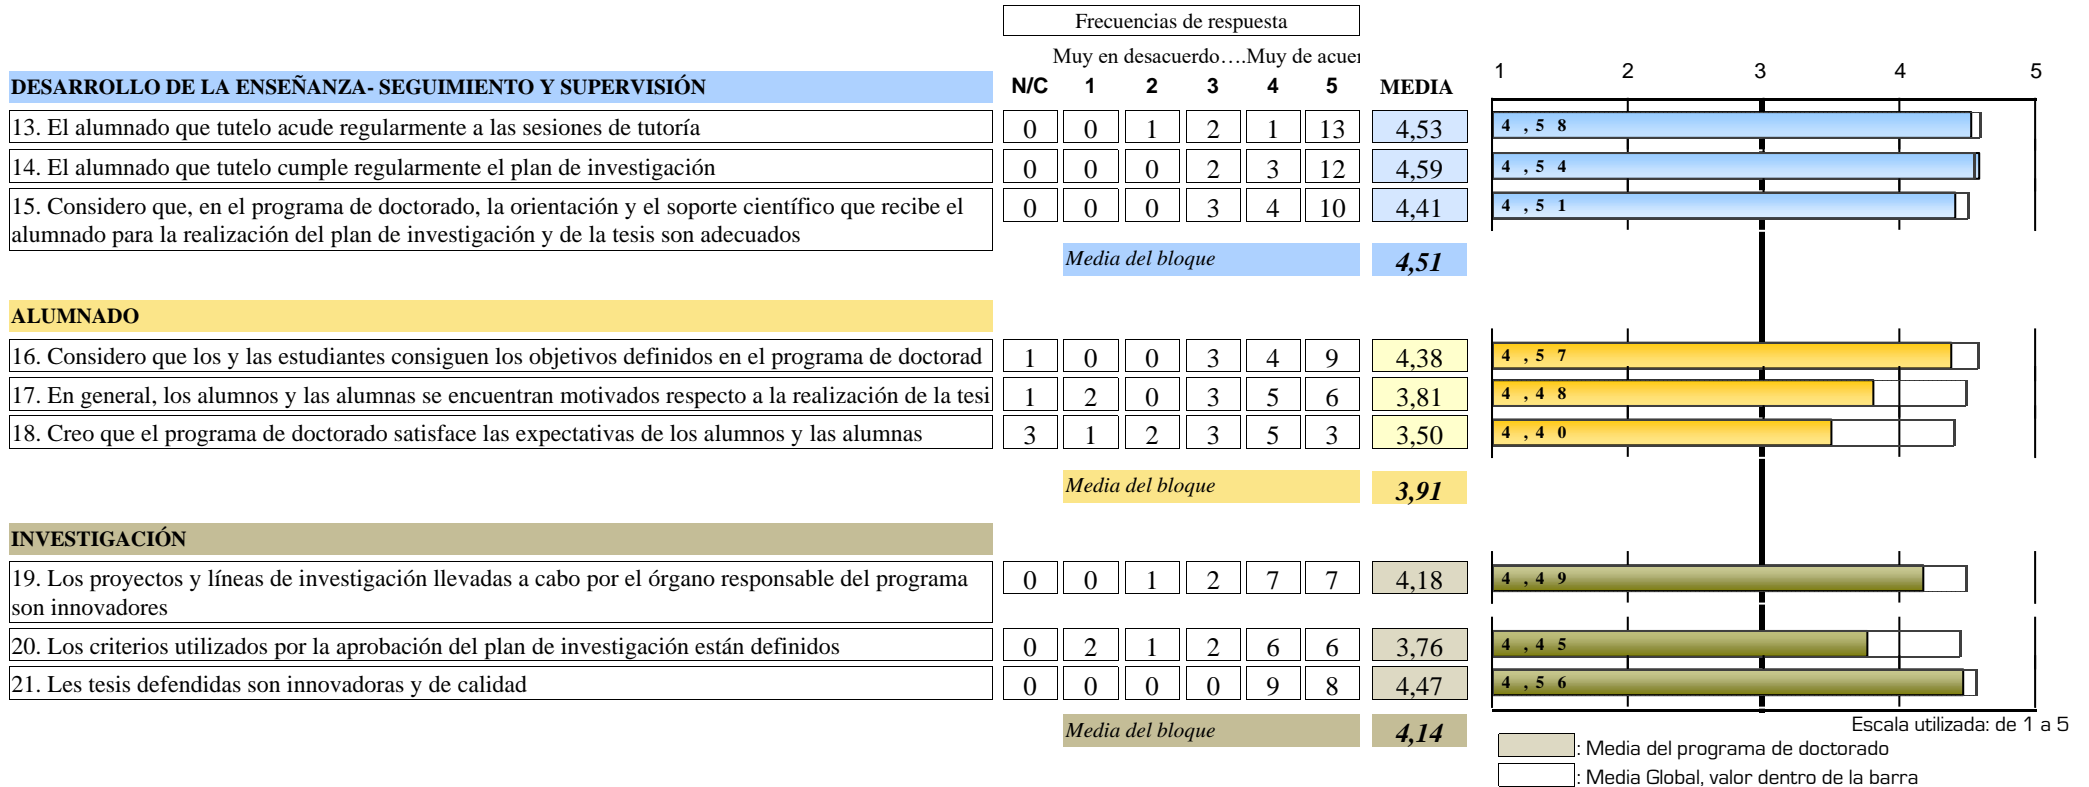 Frecuencias de respuesta
Muy en desacuerdo….Muy de acuer
DESARROLLO DE LA ENSEÑANZA- SEGUIMIENTO Y SUPERVISIÓN N/C 1 2 3 4 5 MEDIA 1 2 3 4 5
13. El alumnado que tutelo acude regularmente a las sesiones de tutoría 0 0 1 2 1 13 4,53 4,58
14. El alumnado que tutelo cumple regularmente el plan de investigación 0 0 0 2 3 12 4,59 4,54
15. Considero que, en el programa de doctorado, la orientación y el soporte científico que recibe el 0 0 0 3 4 10 4,41 4,51
alumnado para la realización del plan de investigación y de la tesis son adecuados
Media del bloque 4,51
ALUMNADO
16. Considero que los y las estudiantes consiguen los objetivos definidos en el programa de doctorad 1 0 0 3 4 9 4,38 4,57
17. En general, los alumnos y las alumnas se encuentran motivados respecto a la realización de la tesi 1 2 0 3 5 6 3,81 4,48
18. Creo que el programa de doctorado satisface las expectativas de los alumnos y las alumnas 3 1 2 3 5 3 3,50 4,40
Media del bloque 3,91
INVESTIGACIÓN
19. Los proyectos y líneas de investigación llevadas a cabo por el órgano responsable del programa 0 0 1 2 7 7 4,18 4,49
son innovadores
20. Los criterios utilizados por la aprobación del plan de investigación están definidos 0 2 1 2 6 6 3,76 4,45
21. Les tesis defendidas son innovadoras y de calidad 0 0 0 0 9 8 4,47 4,56
Media del bloque 4,14
Escala utilizada: de 1 a 5
: Media del programa de doctorado
: Media Global, valor dentro de la barra